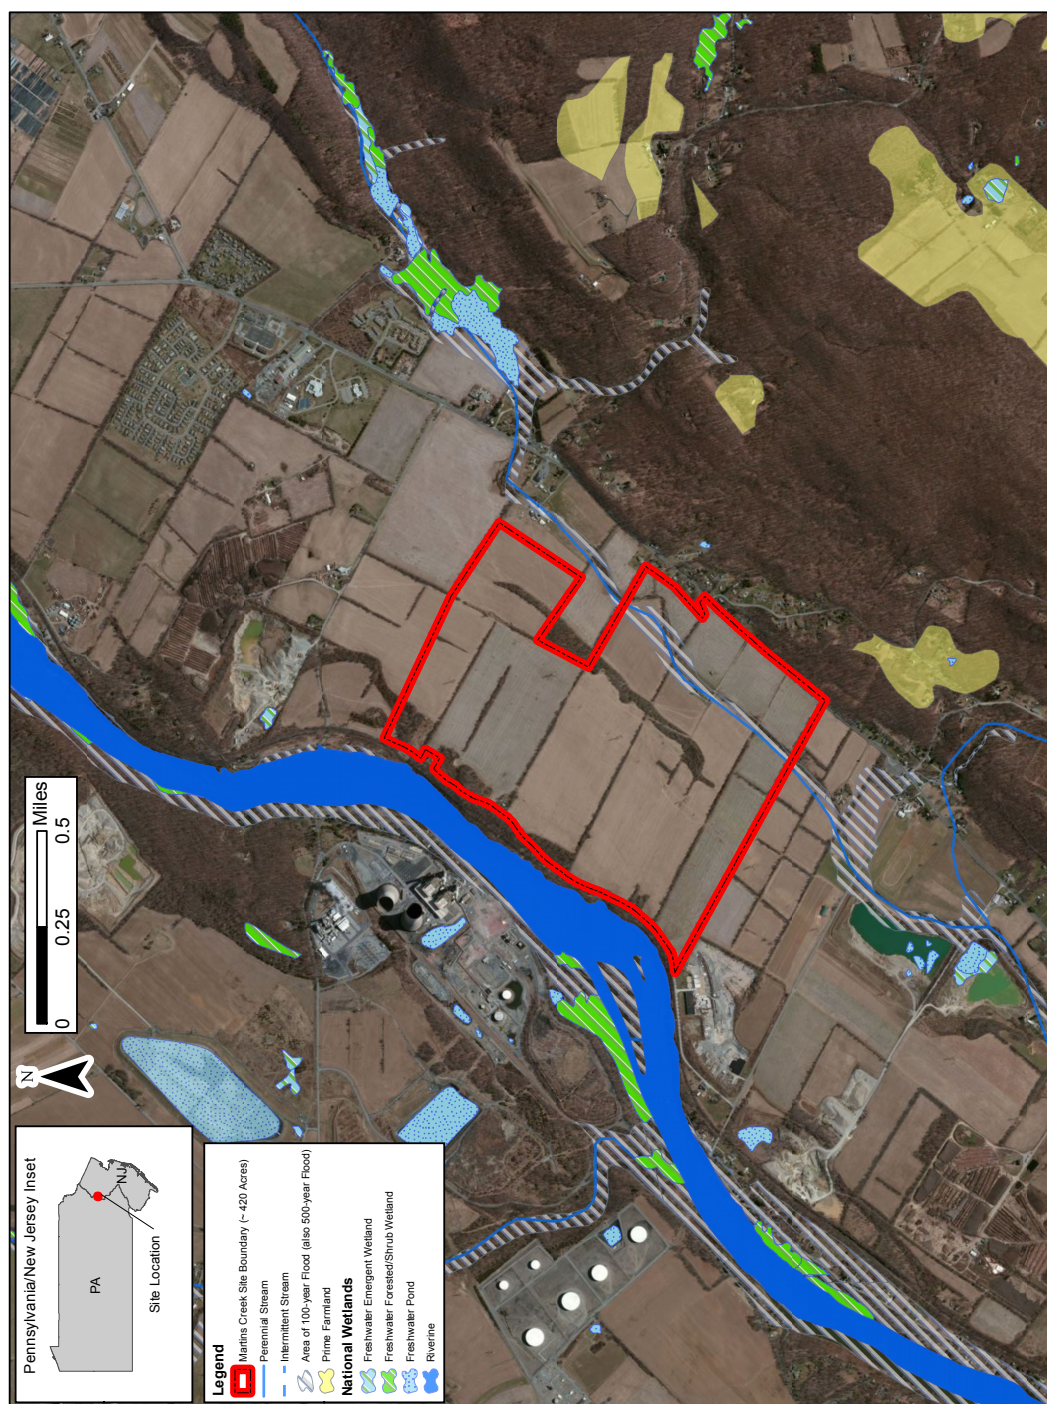 Pennsylvania/New Jersey Inset
PA
NJ
Site Location
N
0
0.25
0.5
Miles
Legend
Martins Creek Site Boundary (~ 420 Acres)
Perennial Stream
Intermittent Stream
Area of 100-year Flood (also 500-year Flood)
Prime Farmland
National Wetlands
Freshwater Emergent Wetland
Freshwater Forested/Shrub Wetland
Freshwater Pond
Riverine